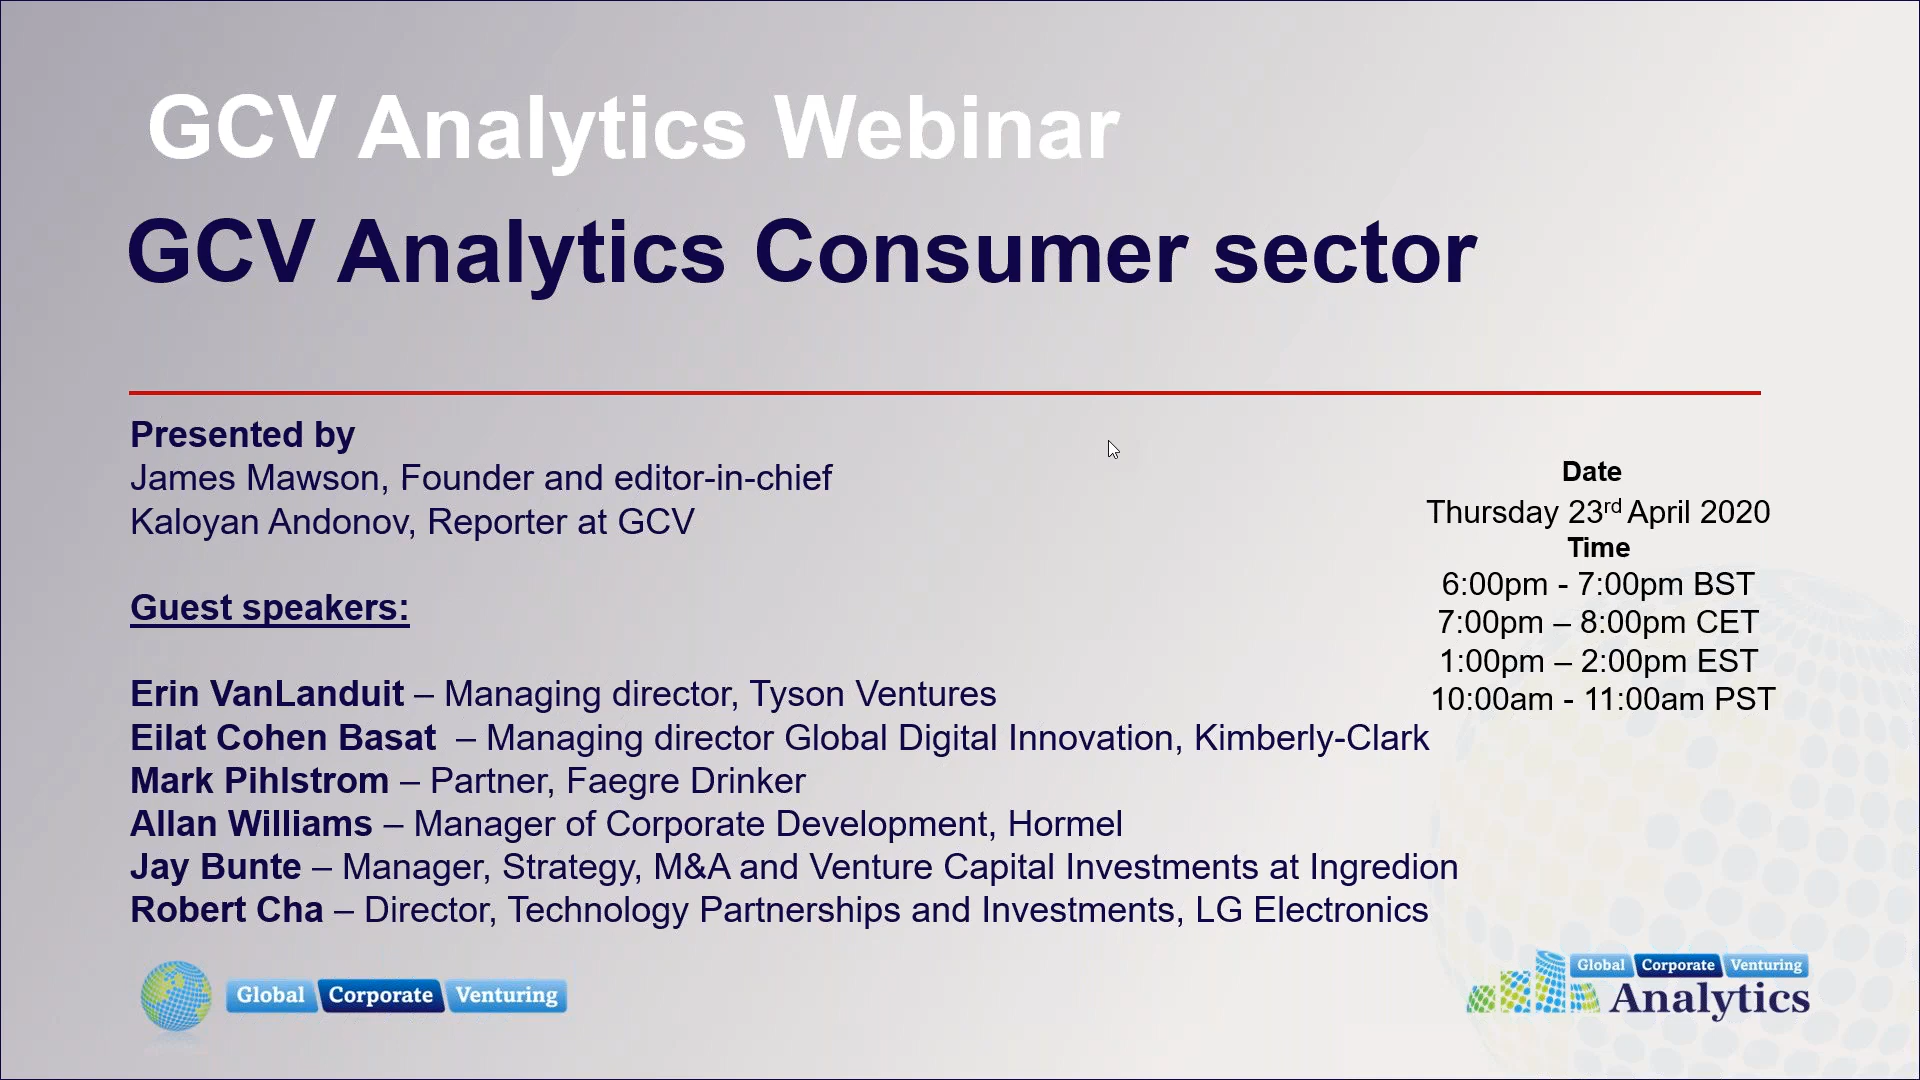 GCV Analytics Webinar
GCV Analytics Consumer sector
Presented by
James Mawson, Founder and editor-in-chief
Kaloyan Andonov, Reporter at GCV
Guest speakers:
Erin VanLanduit – Managing director, Tyson Ventures
Eilat Cohen Basat – Managing director Global Digital Innovation, Kimberly-Clark
Mark Pihlstrom – Partner, Faegre Drinker
Allan Williams – Manager of Corporate Development, Hormel
Jay Bunte – Manager, Strategy, M&A and Venture Capital Investments at Ingredion
Robert Cha – Director, Technology Partnerships and Investments, LG Electronics
Date
Thursday 23rd April 2020
Time
6:00pm - 7:00pm BST
7:00pm – 8:00pm CET
1:00pm – 2:00pm EST
10:00am - 11:00am PST
Global Corporate Venturing
Global Corporate Venturing
Analytics